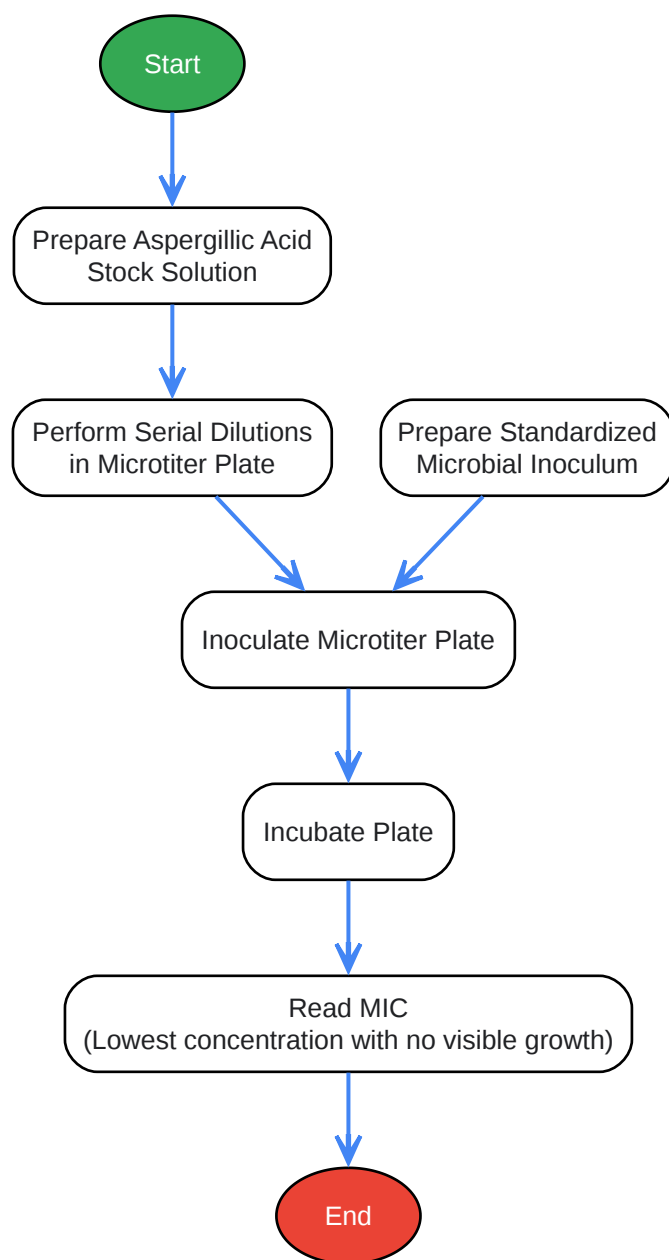 Start
Prepare Aspergillic Acid
Stock Solution
Perform Serial Dilutions
in Microtiter Plate
Prepare Standardized
Microbial Inoculum
Inoculate Microtiter Plate
Incubate Plate
Read MIC
(Lowest concentration with no visible growth)
End